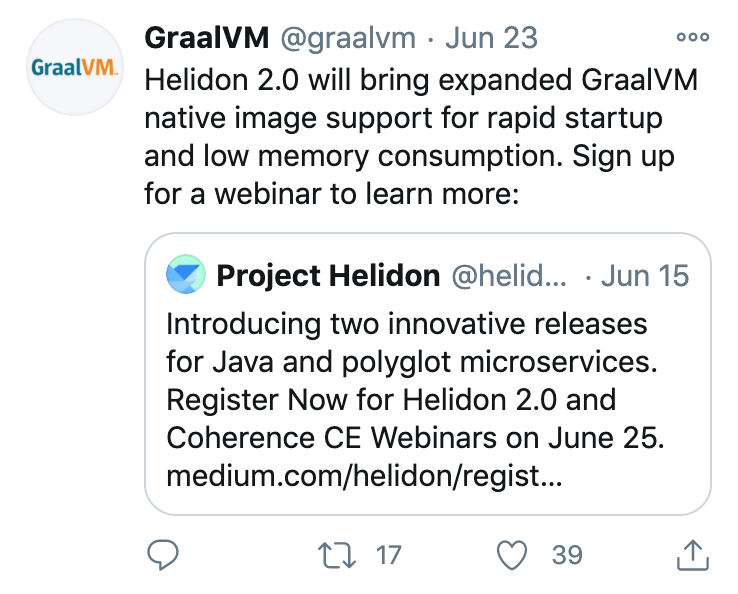 GraalVM @graalvm · Jun 23
GraalVM
Helidon 2.0 will bring expanded GraalVM
native image support for rapid startup
and low memory consumption. Sign up
for a webinar to learn more:
Project Helidon @helid... · Jun 15
Introducing two innovative releases
for Java and polyglot microservices.
Register Now for Helidon 2.0 and
Coherence CE Webinars on June 25.
medium.com/helidon/regist...
17 39